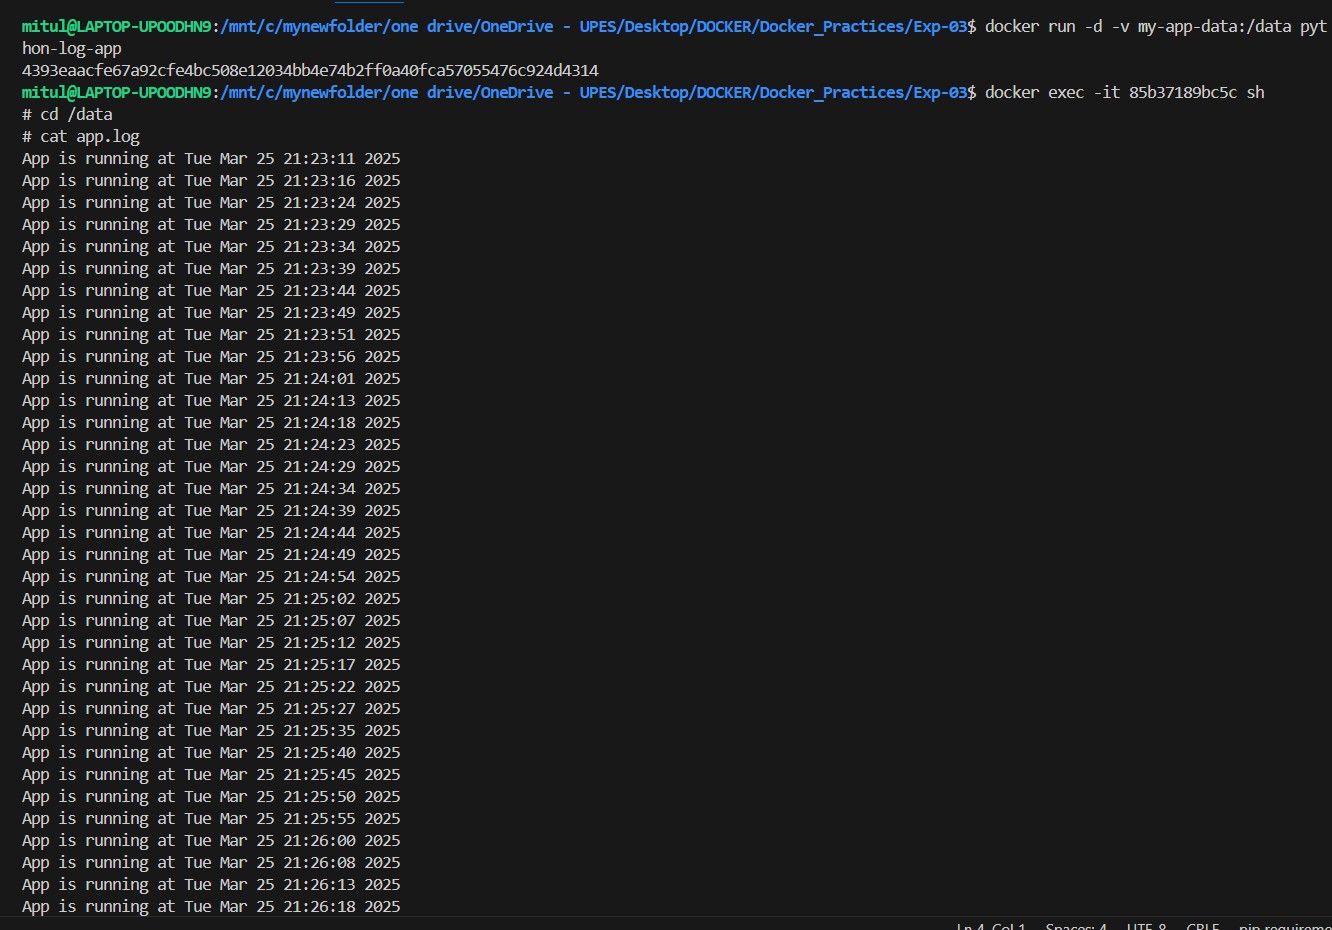 mitul@LAPTOP-UPOODHN9:/mnt/c/mynewfolder/one drive/OneDrive - UPES/Desktop/DOCKER/Docker_Practices/Exp-03$ docker run -d -v my-app-data:/data pyt
hon-log-app
4393eaacfe67a92cfe4bc508e12034bb4e74b2ff0a40fca57055476c924d4314
mitul@LAPTOP-UPOODHN9:/mnt/c/mynewfolder/one drive/OneDrive - UPES/Desktop/DOCKER/Docker_Practices/Exp-03$ docker exec -it 85b37189bc5c sh
# cd /data
# cat app.log
App is running at Tue Mar 25 21:23:11 2025
App is running at Tue Mar 25 21:23:16 2025
App is running at Tue Mar 25 21:23:24 2025
App is running at Tue Mar 25 21:23:29 2025
App is running at Tue Mar 25 21:23:34 2025
App is running at Tue Mar 25 21:23:39 2025
App is running at Tue Mar 25 21:23:44 2025
App is running at Tue Mar 25 21:23:49 2025
App is running at Tue Mar 25 21:23:51 2025
App is running at Tue Mar 25 21:23:56 2025
App is running at Tue Mar 25 21:24:01 2025
App is running at Tue Mar 25 21:24:13 2025
App is running at Tue Mar 25 21:24:18 2025
App is running at Tue Mar 25 21:24:23 2025
App is running at Tue Mar 25 21:24:29 2025
App is running at Tue Mar 25 21:24:34 2025
App is running at Tue Mar 25 21:24:39 2025
App is running at Tue Mar 25 21:24:44 2025
App is running at Tue Mar 25 21:24:49 2025
App is running at Tue Mar 25 21:24:54 2025
App is running at Tue Mar 25 21:25:02 2025
App is running at Tue Mar 25 21:25:07 2025
App is running at Tue Mar 25 21:25:12 2025
App is running at Tue Mar 25 21:25:17 2025
App is running at Tue Mar 25 21:25:22 2025
App is running at Tue Mar 25 21:25:27 2025
App is running at Tue Mar 25 21:25:35 2025
App is running at Tue Mar 25 21:25:40 2025
App is running at Tue Mar 25 21:25:45 2025
App is running at Tue Mar 25 21:25:50 2025
App is running at Tue Mar 25 21:25:55 2025
App is running at Tue Mar 25 21:26:00 2025
App is running at Tue Mar 25 21:26:08 2025
App is running at Tue Mar 25 21:26:13 2025
App is running at Tue Mar 25 21:26:18 2025
Ln 4, Col 1 Spaces: 4 UTF-8 CRLF pip requireme